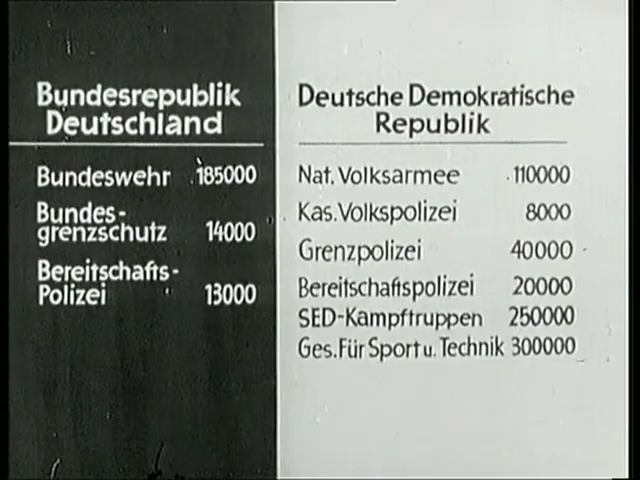 Bundesrepublik
Deutschland
Bundeswehr 185000
Bundes-
grenzschutz 14000
Bereitschafts-
Polizei 13000
Deutsche Demokratische
Republik
Nat. Volksarmee 110000
Kas. Volkspolizei 8000
Grenzpolizei 40000
Bereitschaftspolizei 20000
SED-Kampftruppen 250000
Ges. Für Sport u. Technik 300000